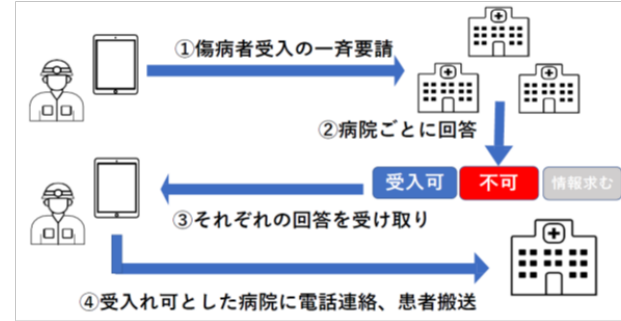 ①傷病者受入の一斉要請
②病院ごとに回答
受入可 不可 情報求む
③それぞれの回答を受け取り
④受入れ可とした病院に電話連絡、患者搬送